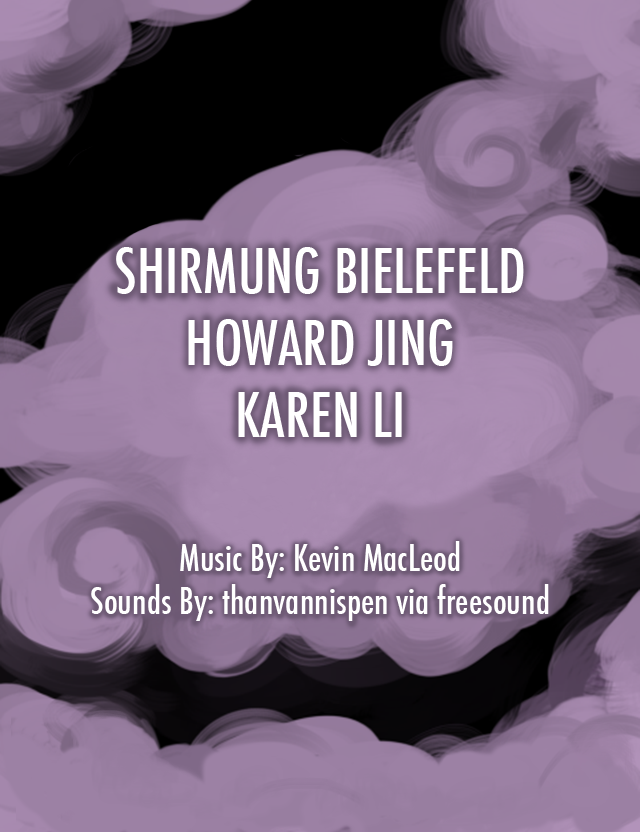 SHIRMUNG BIELEFELD
HOWARD JING
KAREN LI
Music By: Kevin MacLeod
Sounds By: thanvannispen via freesound